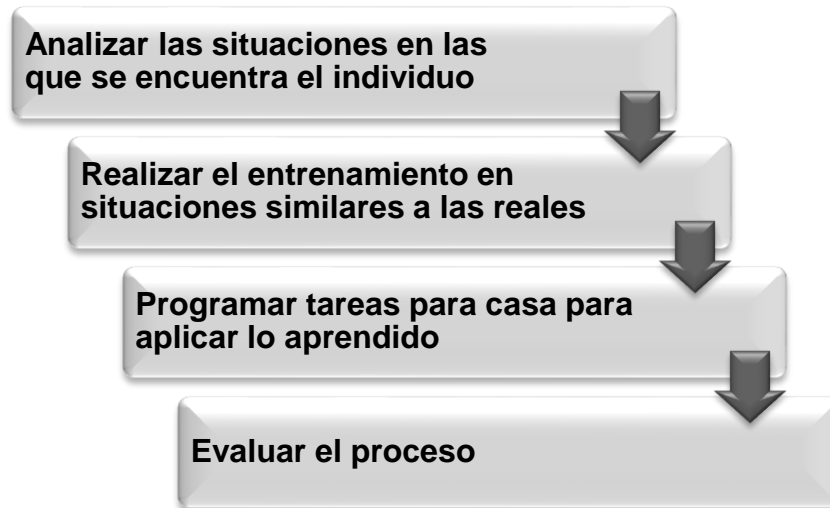 Analizar las situaciones en las
que se encuentra el individuo
Realizar el entrenamiento en
situaciones similares a las reales
Programar tareas para casa para
aplicar lo aprendido
Evaluar el proceso